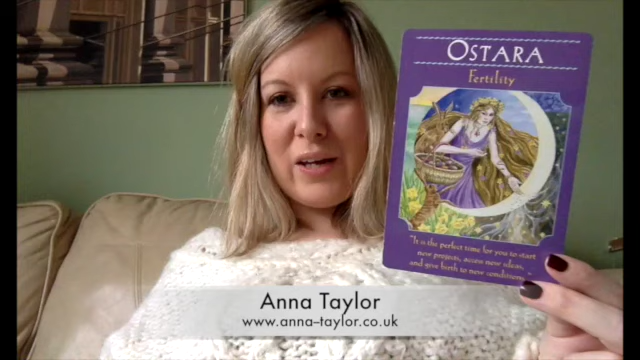 OSTARA
Fertility
"It is the perfect time for you to start
new projects, access new ideas,
and give birth to new conditions."
Anna Taylor
www.anna-taylor.co.uk